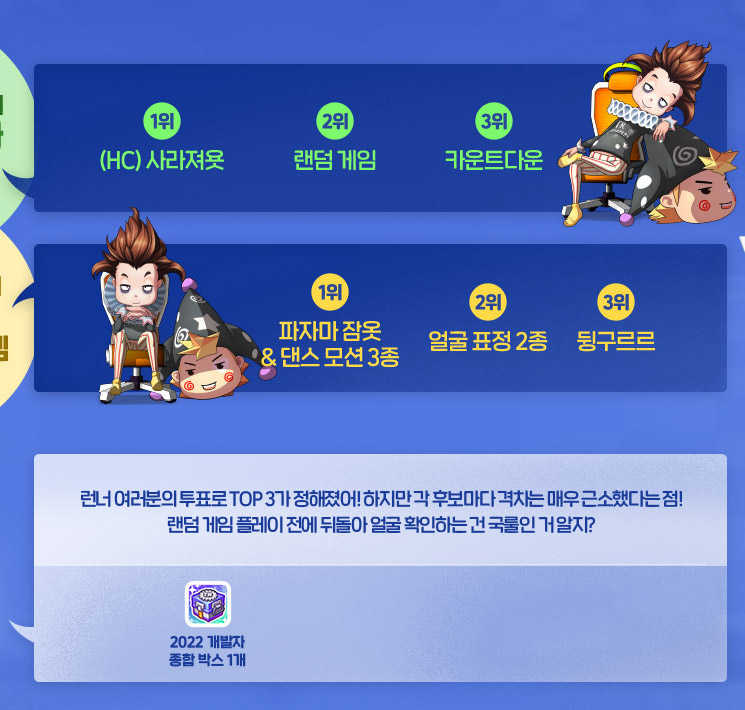 1위
2위
3위
(HC) 사라져욧
랜덤 게임
카운트다운
1위
2위
3위
파자마 잠옷
& 댄스 모션 3종
얼굴 표정 2종
뒹구르르
런너 여러분의 투표로 TOP 3가 정해졌어! 하지만 각 후보마다 격차는 매우 근소했다는 점!
랜덤 게임 플레이 전에 뒤돌아 얼굴 확인하는 건 국룰인 거 알지?
2022 개발자
종합 박스 1개